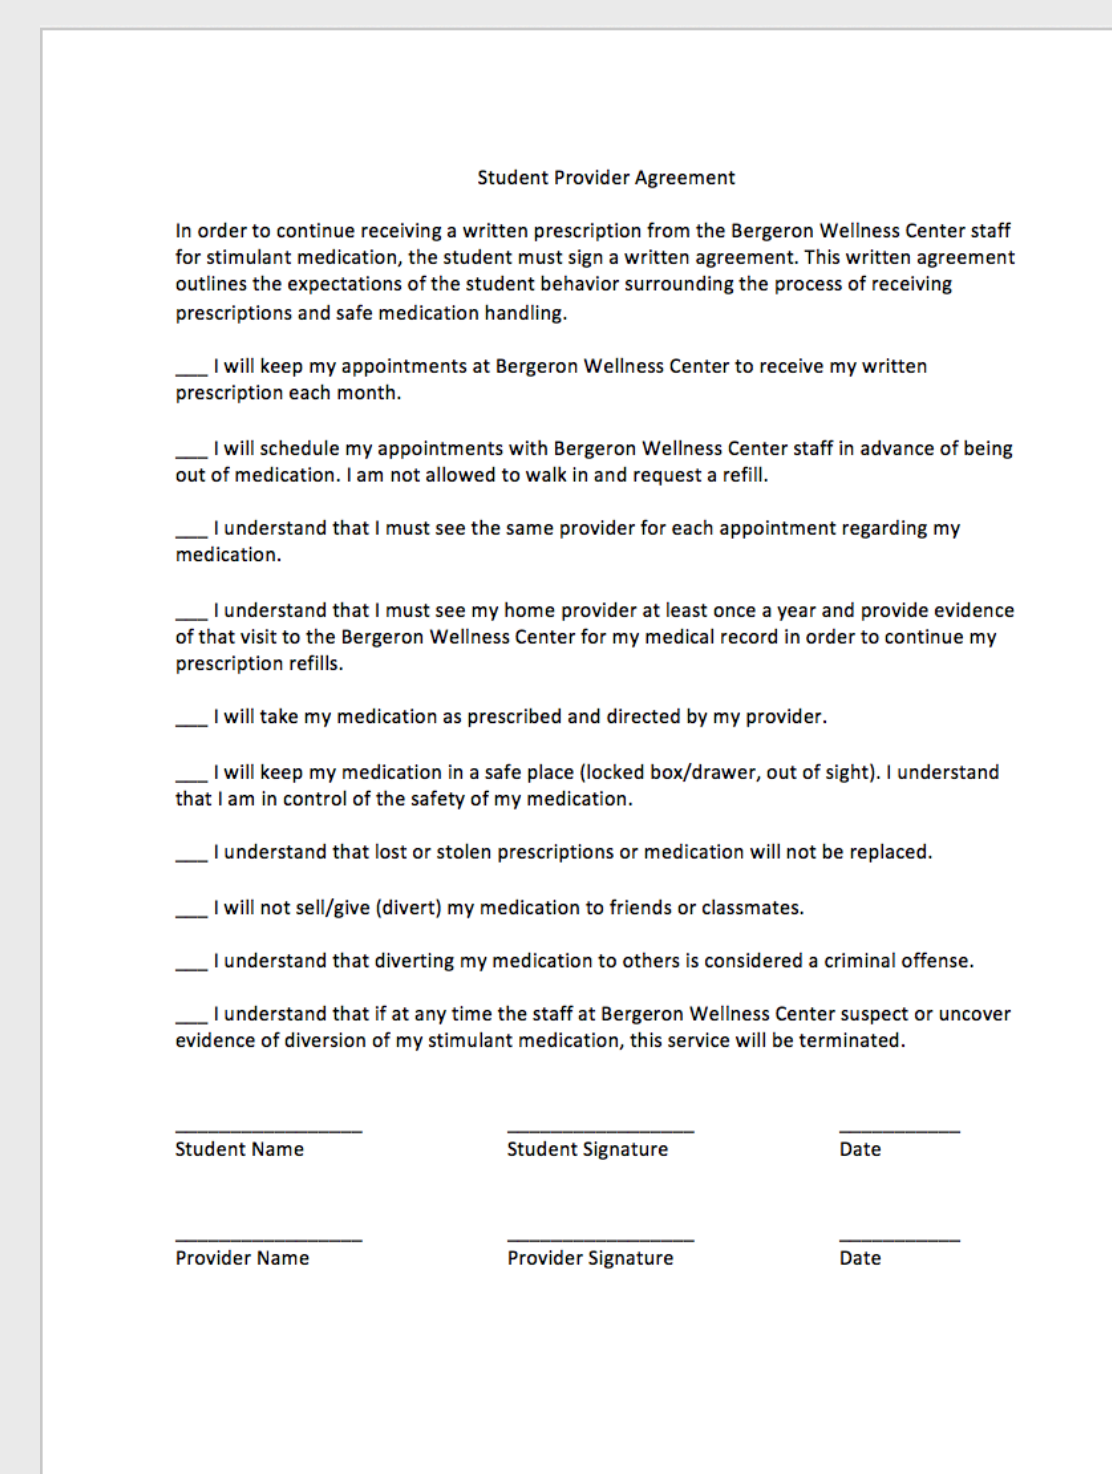 Student Provider Agreement
In order to continue receiving a written prescription from the Bergeron Wellness Center staff
for stimulant medication, the student must sign a written agreement. This written agreement
outlines the expectations of the student behavior surrounding the process of receiving
prescriptions and safe medication handling.
___ I will keep my appointments at Bergeron Wellness Center to receive my written
prescription each month.
___ I will schedule my appointments with Bergeron Wellness Center staff in advance of being
out of medication. I am not allowed to walk in and request a refill.
___ I understand that I must see the same provider for each appointment regarding my
medication.
___ I understand that I must see my home provider at least once a year and provide evidence
of that visit to the Bergeron Wellness Center for my medical record in order to continue my
prescription refills.
___ I will take my medication as prescribed and directed by my provider.
___ I will keep my medication in a safe place (locked box/drawer, out of sight). I understand
that I am in control of the safety of my medication.
___ I understand that lost or stolen prescriptions or medication will not be replaced.
___ I will not sell/give (divert) my medication to friends or classmates.
___ I understand that diverting my medication to others is considered a criminal offense.
___ I understand that if at any time the staff at Bergeron Wellness Center suspect or uncover
evidence of diversion of my stimulant medication, this service will be terminated.
Student Name Student Signature Date
Provider Name Provider Signature Date